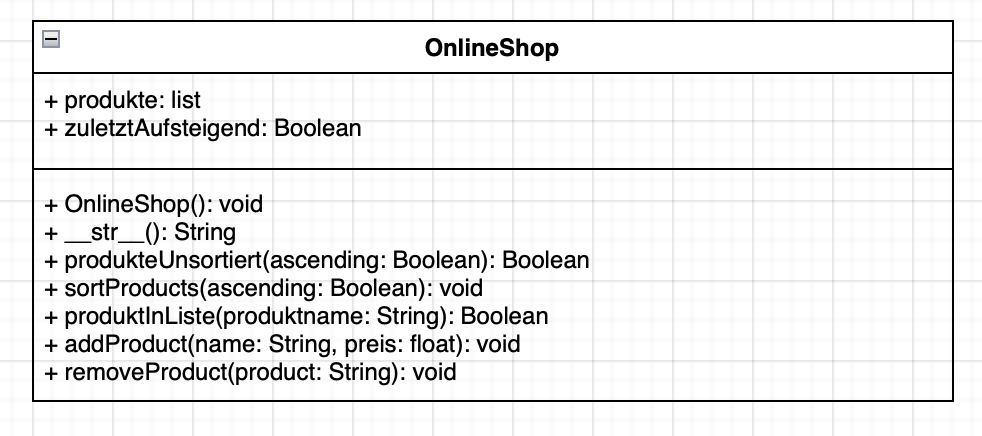 OnlineShop
+ produkte: list
+ zuletztAufsteigend: Boolean
+ OnlineShop(): void
+ __str__(): String
+ produkteUnsortiert(ascending: Boolean): Boolean
+ sortProducts(ascending: Boolean): void
+ produktInListe(produktname: String): Boolean
+ addProduct(name: String, preis: float): void
+ removeProduct(product: String): void